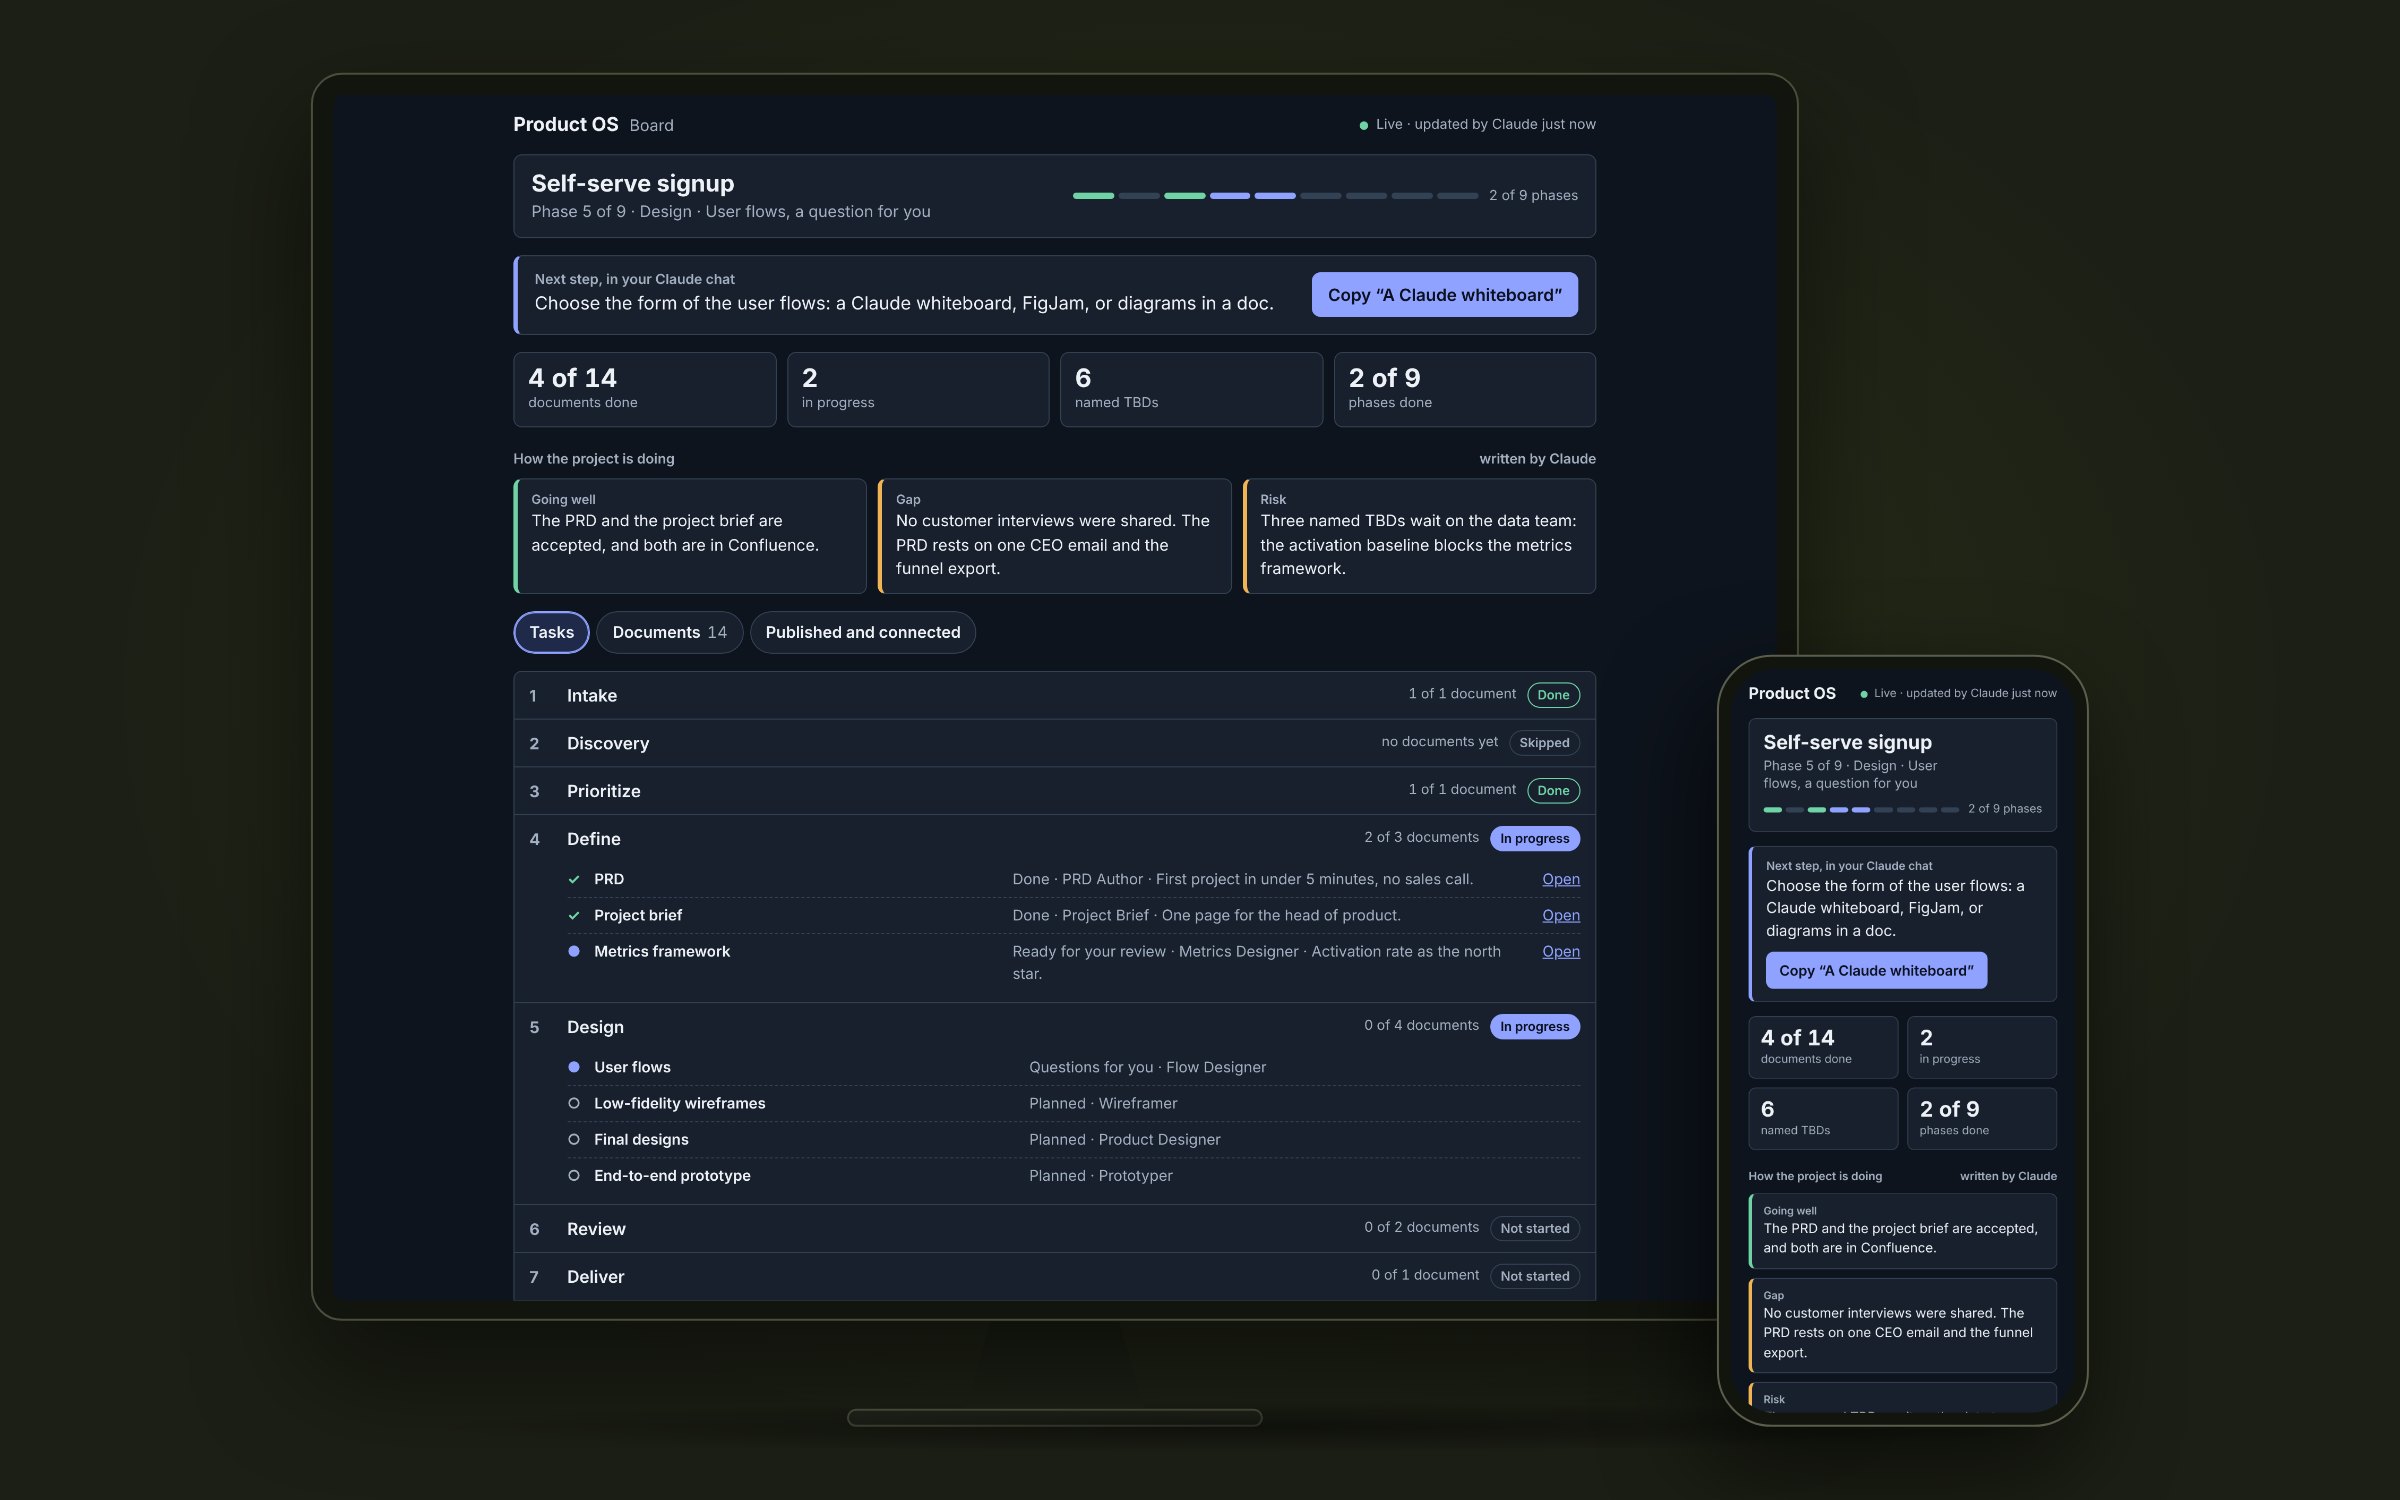 Product OS Board
Live · updated by Claude just now
Self-serve signup
Phase 5 of 9 · Design · User flows, a question for you
2 of 9 phases
Next step, in your Claude chat
Choose the form of the user flows: a Claude whiteboard, FigJam, or diagrams in a doc.
Copy “A Claude whiteboard”
4 of 14
documents done
2
in progress
6
named TBDs
2 of 9
phases done
How the project is doing
written by Claude
Going well
The PRD and the project brief are
accepted, and both are in Confluence.
Gap
No customer interviews were shared. The
PRD rests on one CEO email and the
funnel export.
Risk
Three named TBDs wait on the data team:
the activation baseline blocks the metrics
framework.
Tasks
Documents 14
Published and connected
1 Intake 1 of 1 document Done
2 Discovery no documents yet Skipped
3 Prioritize 1 of 1 document Done
4 Define 2 of 3 documents In progress
PRD Done · PRD Author · First project in under 5 minutes, no sales call. Open
Project brief Done · Project Brief · One page for the head of product. Open
Metrics framework Ready for your review · Metrics Designer · Activation rate as the north Open
star.
5 Design 0 of 4 documents In progress
User flows Questions for you · Flow Designer
Low-fidelity wireframes Planned · Wireframer
Final designs Planned · Product Designer
End-to-end prototype Planned · Prototyper
6 Review 0 of 2 documents Not started
7 Deliver 0 of 1 document Not started
Product OS
Live · updated by Claude just now
Self-serve signup
Phase 5 of 9 · Design · User
flows, a question for you
2 of 9 phases
Next step, in your Claude chat
Choose the form of the user flows: a
Claude whiteboard, FigJam, or
diagrams in a doc.
Copy “A Claude whiteboard”
4 of 14
documents done
2
in progress
6
named TBDs
2 of 9
phases done
How the project is doing
written by Claude
Going well
The PRD and the project brief are accepted,
and both are in Confluence.
Gap
No customer interviews were shared. The
PRD rests on one CEO email and the funnel
export.
Risk